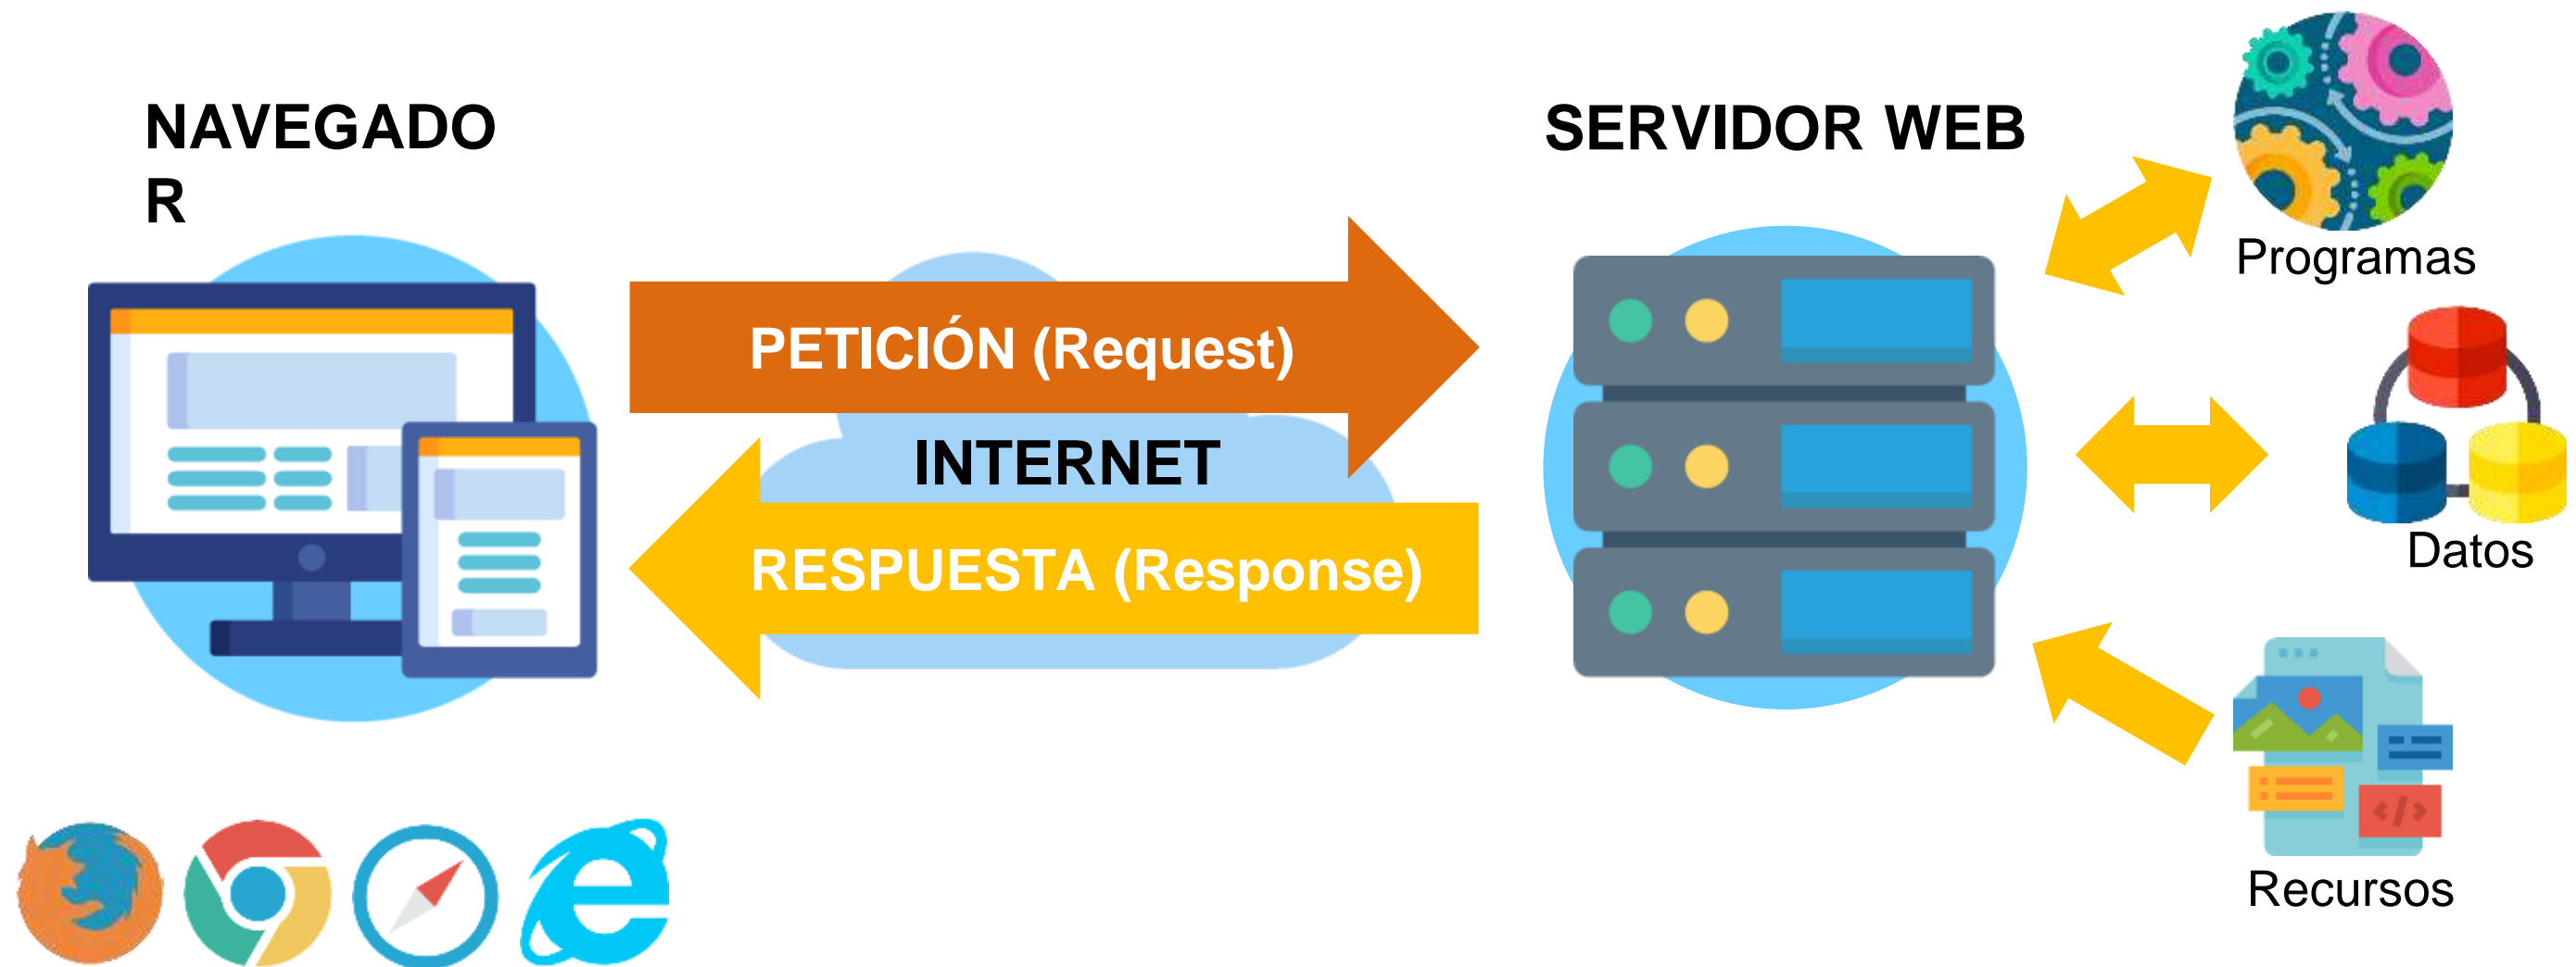 NAVEGADO
R
SERVIDOR WEB
Programas
PETICIÓN (Request)
INTERNET
RESPUESTA (Response)
Datos
Recursos